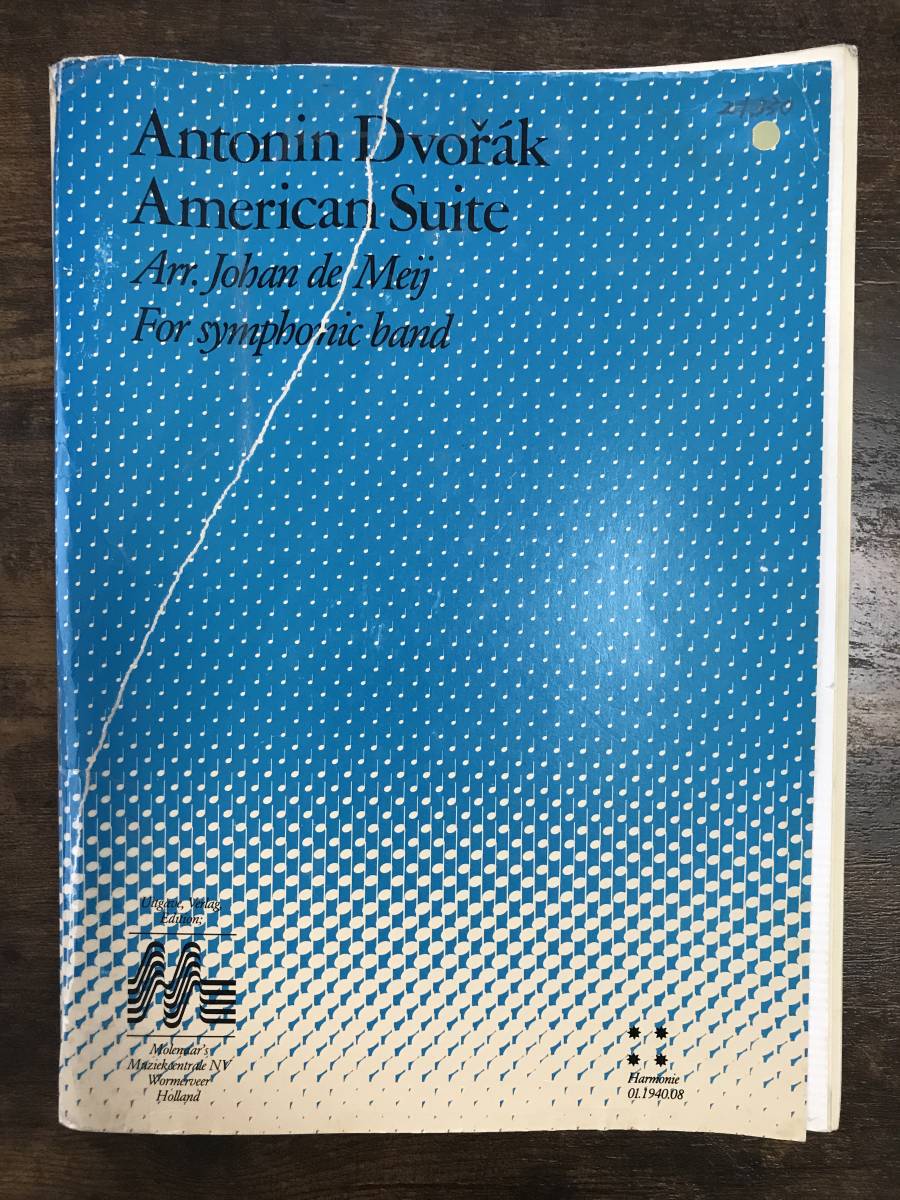 Antonin Dvořák
American Suite
Arr. Johan de Meij
For symphonic band
Uitgave, Verlag,
Edition;
Molenaar's
Muziekcentrale NV
Wormerveer
Holland
Harmonie
01.1940.08